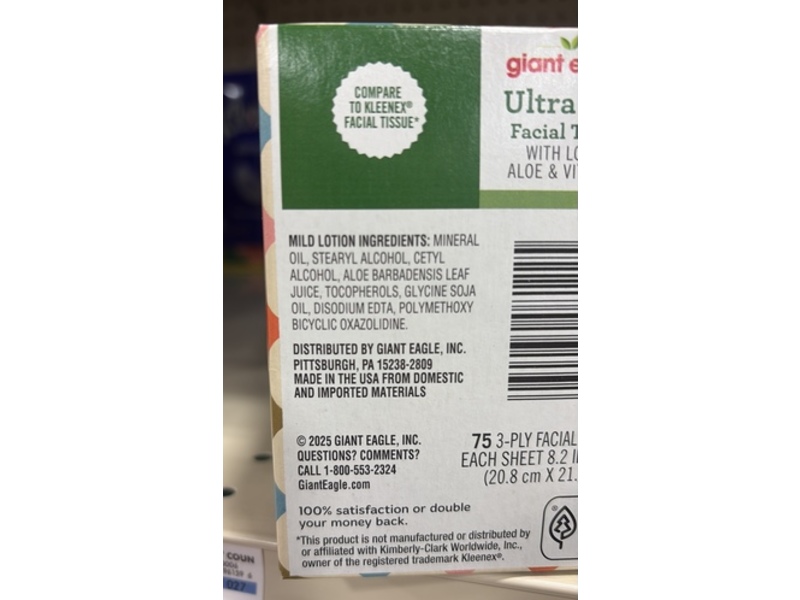 COMPARE
TO KLEENEX®
FACIAL TISSUE*
giant
Ultra
Facial
WITH
ALOE &
MILD LOTION INGREDIENTS: MINERAL
OIL, STEARYL ALCOHOL, CETYL
ALCOHOL, ALOE BARBADENSIS LEAF
JUICE, TOCOPHEROLS, GLYCINE SOJA
OIL, DISODIUM EDTA, POLYMETHOXY
BICYCLIC OXAZOLIDINE.
DISTRIBUTED BY GIANT EAGLE, INC.
PITTSBURGH, PA 15238-2809
MADE IN THE USA FROM DOMESTIC
AND IMPORTED MATERIALS
© 2025 GIANT EAGLE, INC.
QUESTIONS? COMMENTS?
CALL 1-800-553-2324
GiantEagle.com
75 3-PLY FACIAL
EACH SHEET 8.2
(20.8 cm X 21.
100% satisfaction or double
your money back.
*This product is not manufactured or distributed by
or affiliated with Kimberly-Clark Worldwide, Inc.,
owner of the registered trademark Kleenex®.
COUN
027